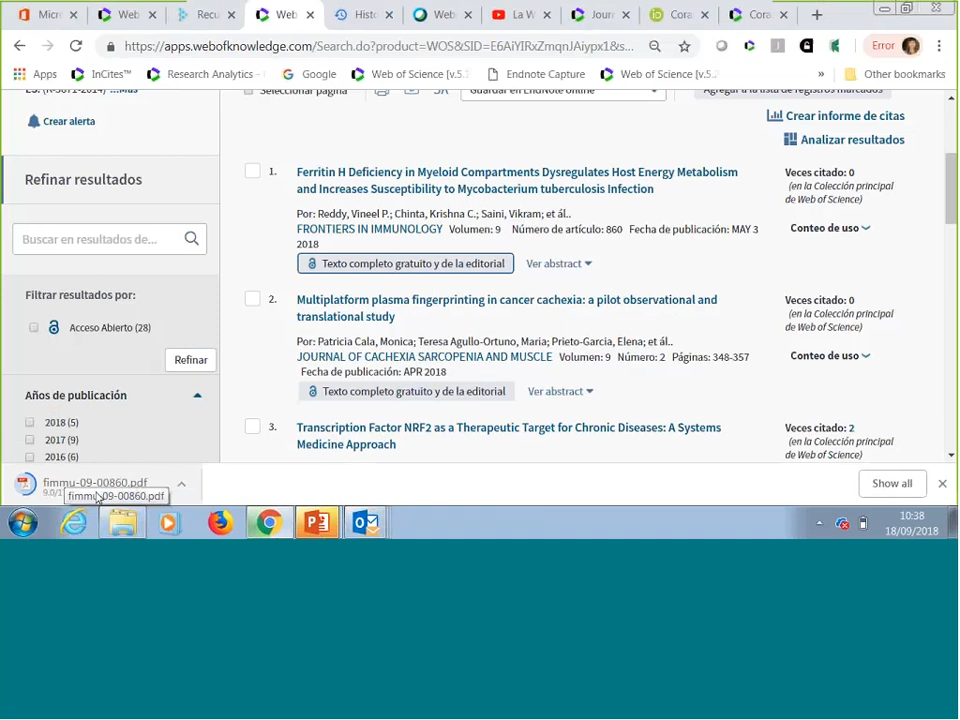 Micro
Web
Recu
Web
Histo
Web
La W
Journ
Cora
Cora
https://apps.webofknowledge.com/Search.do?product=WOS&SID=E6AiYIRxZmqnJAiypx1&s...
Error
Apps
InCites™
Research Analytics -
Google
Web of Science [v.5.1
Endnote Capture
Web of Science [v.5.2
»
Other bookmarks
...Más
Seleccionar página
Guardar en EndNote online
Agregar a la lista de registros marcados
Crear alerta
Crear informe de citas
Analizar resultados
Refinar resultados
Buscar en resultados de...
Filtrar resultados por:
Acceso Abierto (28)
Refinar
Años de publicación
2018 (5)
2017 (9)
2016 (6)
1. Ferritin H Deficiency in Myeloid Compartments Dysregulates Host Energy Metabolism
and Increases Susceptibility to Mycobacterium tuberculosis Infection
Por: Reddy, Vineel P.; Chinta, Krishna C.; Saini, Vikram; et ál..
FRONTIERS IN IMMUNOLOGY Volumen: 9 Número de artículo: 860 Fecha de publicación: MAY 3
2018
Texto completo gratuito y de la editorial Ver abstract
Veces citado: 0
(en la Colección principal
de Web of Science)
Conteo de uso
2. Multiplatform plasma fingerprinting in cancer cachexia: a pilot observational and
translational study
Por: Patricia Cala, Monica; Teresa Agullo-Ortuno, Maria; Prieto-Garcia, Elena; et ál..
JOURNAL OF CACHEXIA SARCOPENIA AND MUSCLE Volumen: 9 Número: 2 Páginas: 348-357
Fecha de publicación: APR 2018
Texto completo gratuito y de la editorial Ver abstract
Veces citado: 0
(en la Colección principal
de Web of Science)
Conteo de uso
3. Transcription Factor NRF2 as a Therapeutic Target for Chronic Diseases: A Systems
Medicine Approach
Veces citado: 2
(en la Colección principal
de Web of Science)
fimmu-09-00860.pdf
fimmu-09-00860.pdf
Show all
10:38
18/09/2018